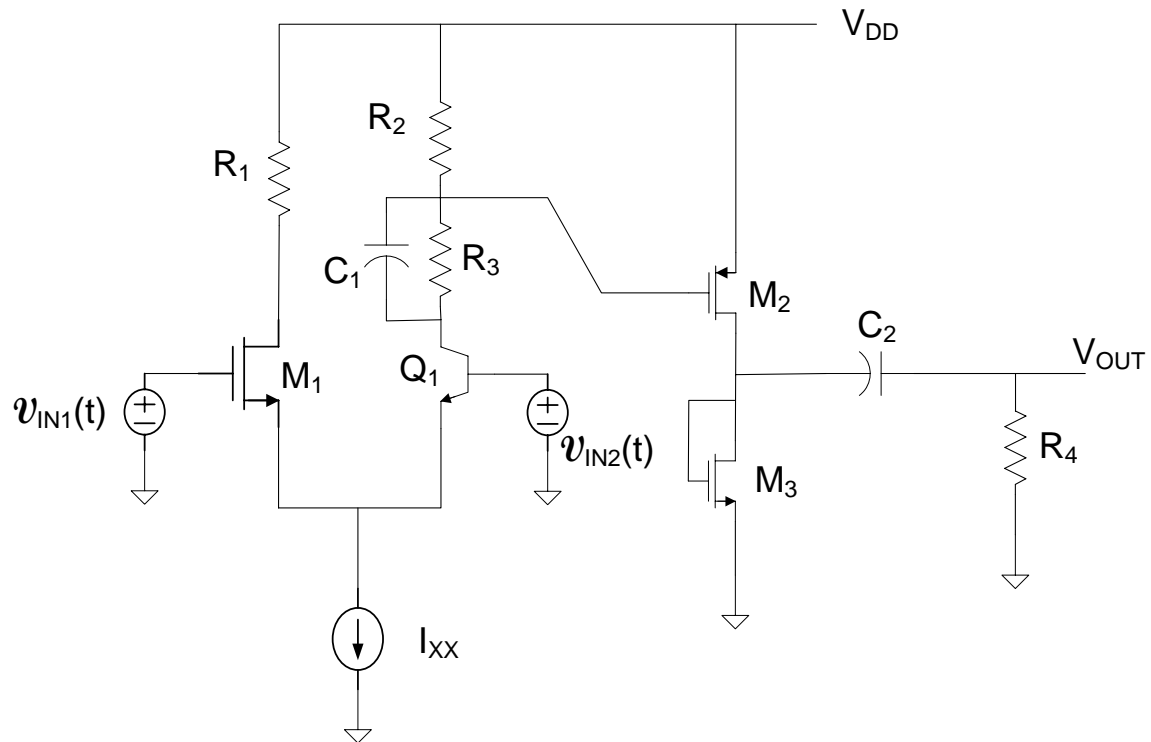 V_DD
R_2
R_1
R_3
C_1
M_2
C_2
V_OUT
M_1
Q_1
𝒗_IN1(t)
𝒗_IN2(t)
R_4
M_3
I_XX